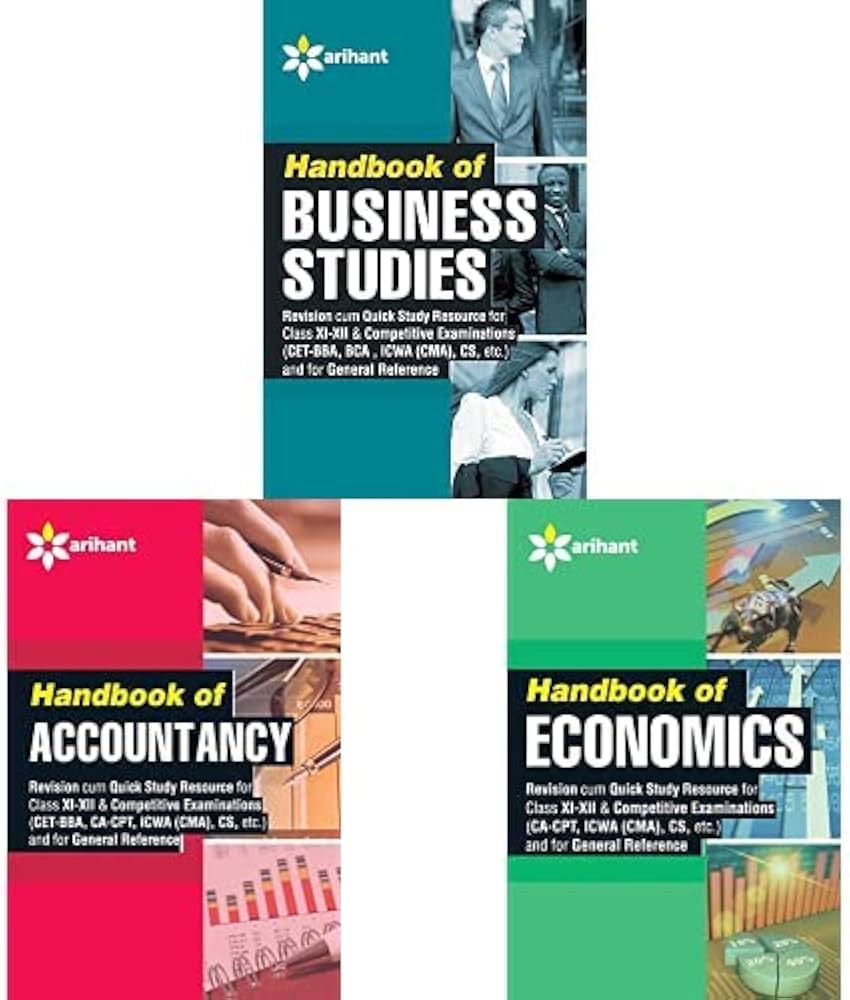 arihant
Handbook of
BUSINESS
STUDIES
Revision cum Quick Study Resource for
Class XI-XII & Competitive Examinations
(CET-BBA, BCA , ICWA (CMA), CS, etc.)
and for General Reference
arihant
Handbook of
ACCOUNTANCY
Revision cum Quick Study Resource for
Class XI-XII & Competitive Examinations
(CET-BBA, CA-CPT, ICWA (CMA), CS, etc.)
and for General Reference
arihant
Handbook of
ECONOMICS
Revision cum Quick Study Resource for
Class XI-XII & Competitive Examinations
(CA-CPT, ICWA (CMA), CS, etc.)
and for General Reference